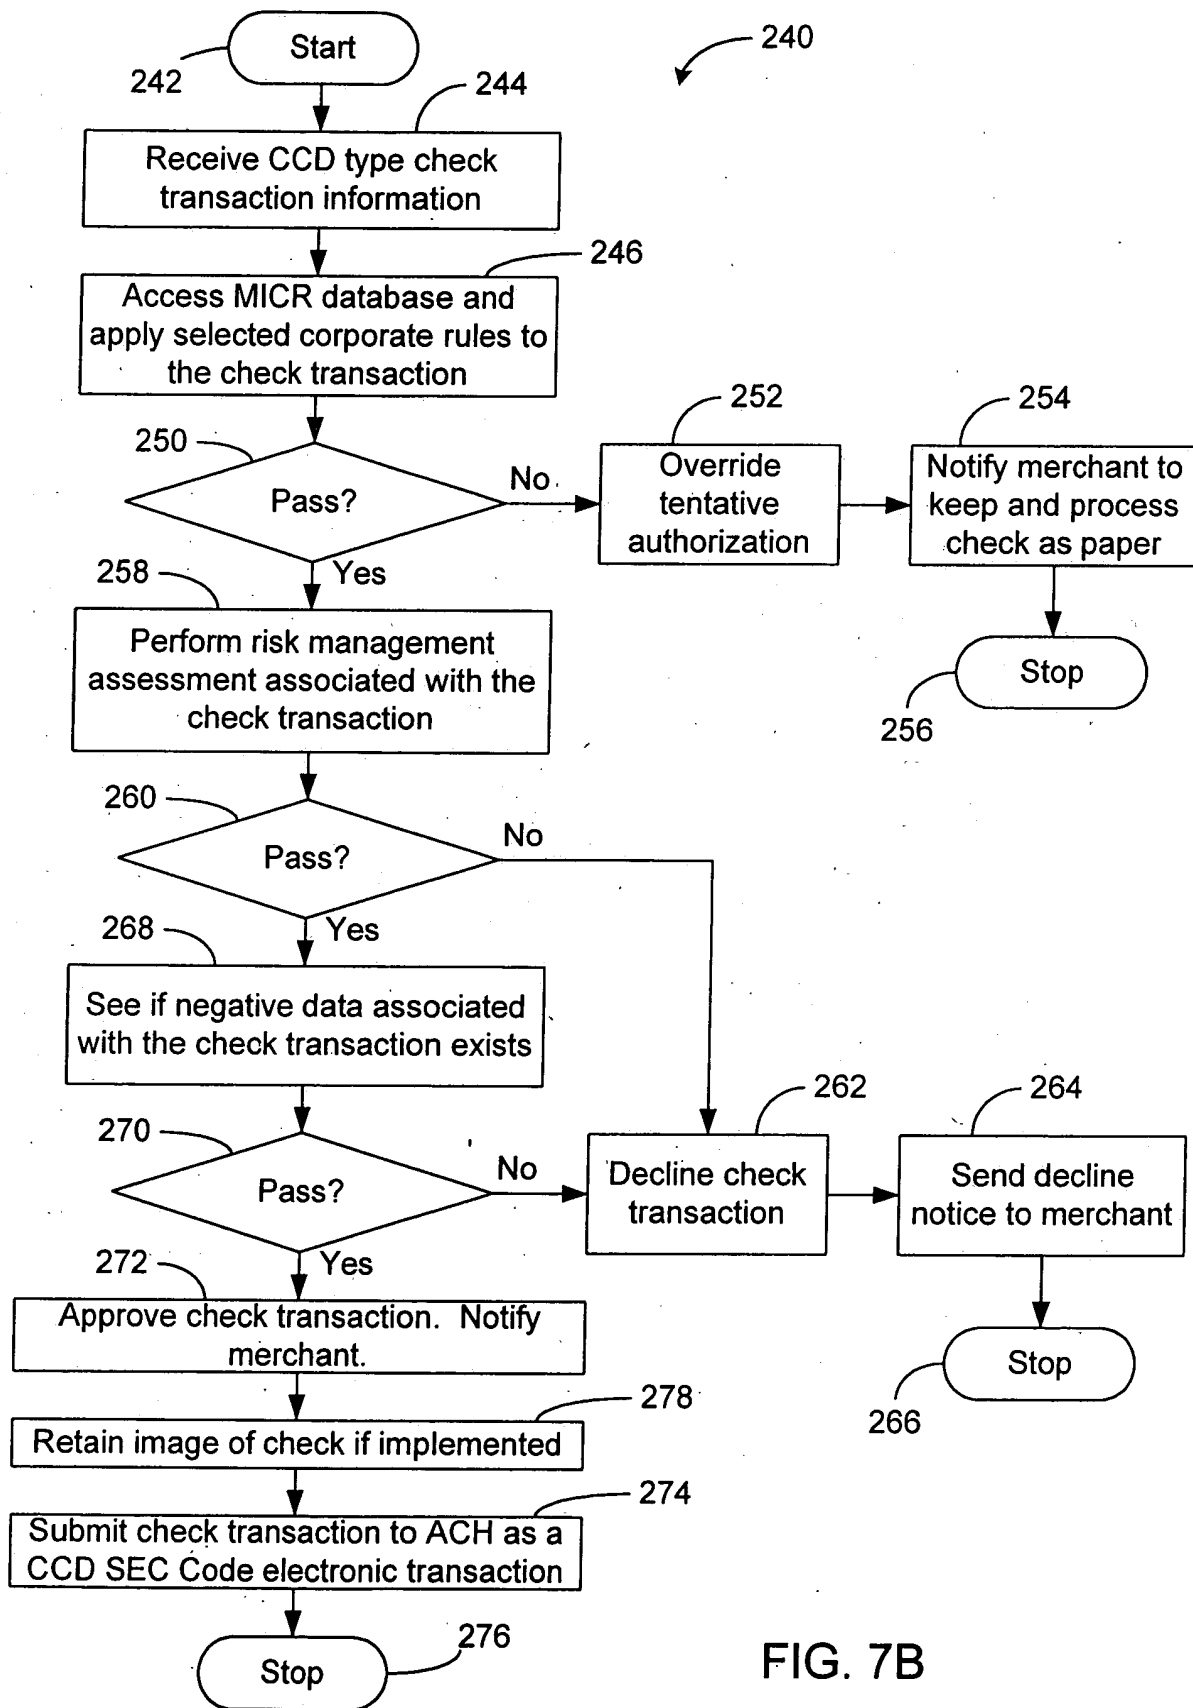 Start
240
242
244
Receive CCD type check
transaction information
246
Access MICR database and
apply selected corporate rules to
the check transaction
250
Pass?
No
252
Override
tentative
authorization
254
Notify merchant to
keep and process
check as paper
Yes
258
Perform risk management
assessment associated with the
check transaction
Stop
256
260
Pass?
No
Yes
268
See if negative data associated
with the check transaction exists
270
Pass?
No
262
Decline check
transaction
264
Send decline
notice to merchant
Yes
272
Approve check transaction. Notify
merchant.
Stop
266
278
Retain image of check if implemented
274
Submit check transaction to ACH as a
CCD SEC Code electronic transaction
276
Stop
FIG. 7B